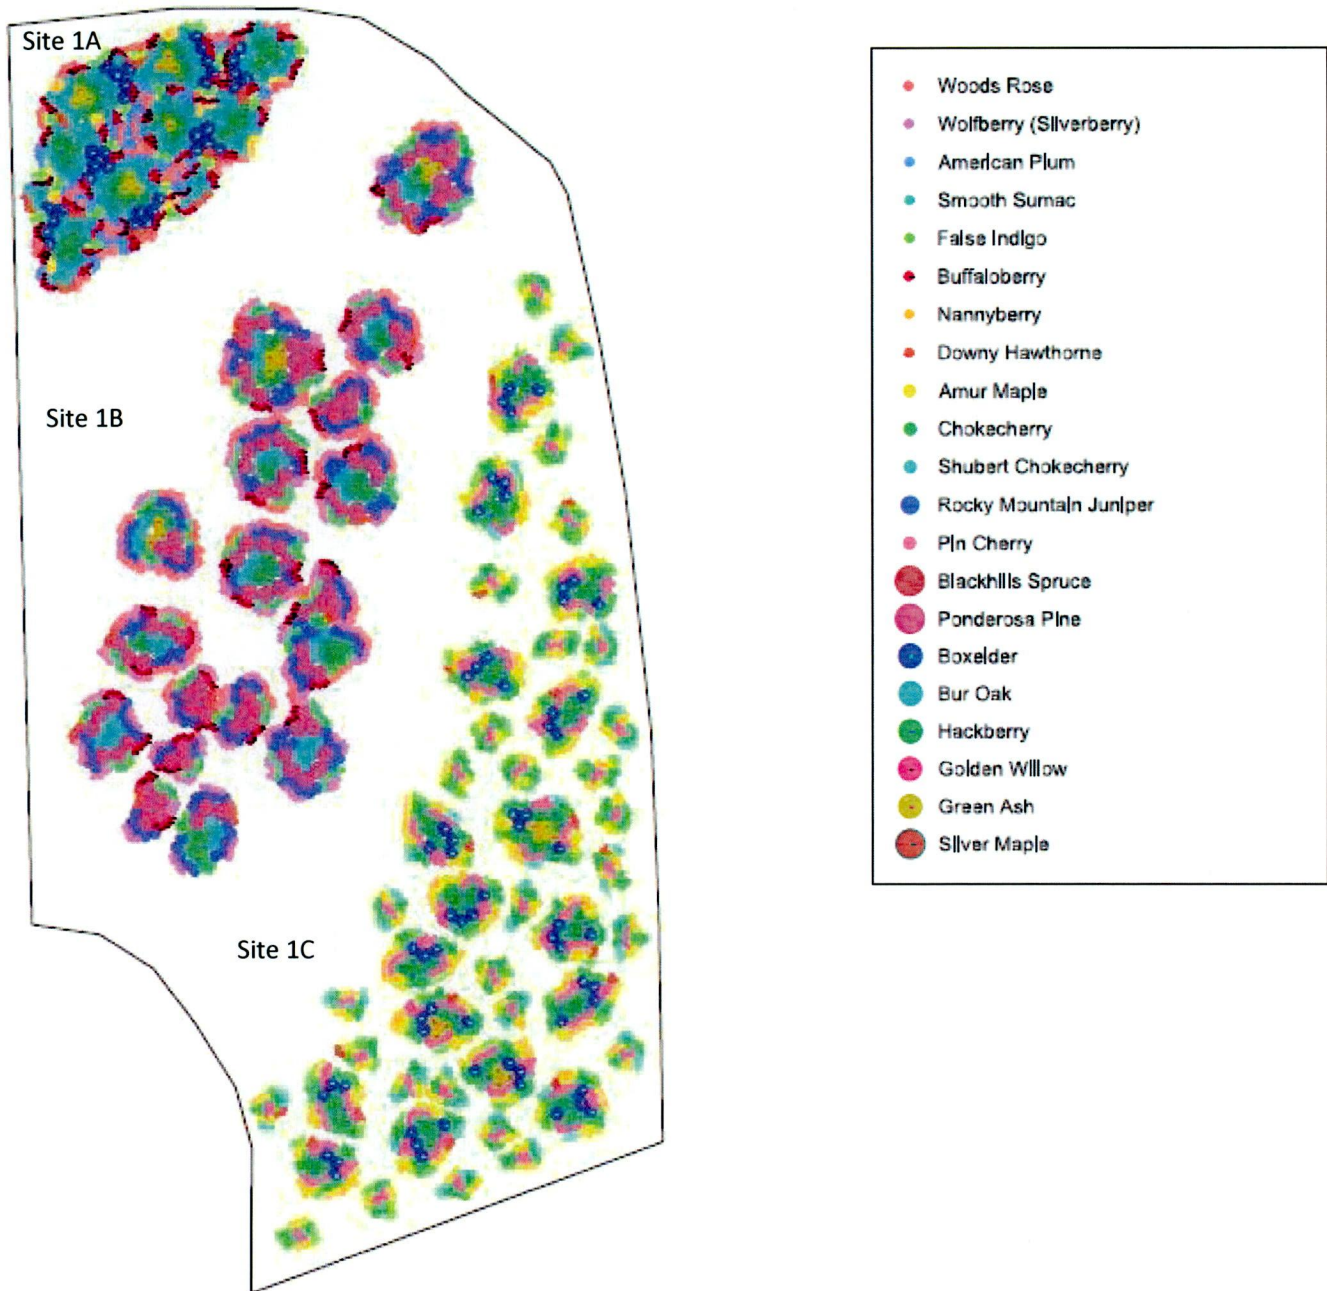 Site 1A
Site 1B
Site 1C
Woods Rose
Wolfberry (Silverberry)
American Plum
Smooth Sumac
False Indigo
Buffaloberry
Nannyberry
Downy Hawthorne
Amur Maple
Chokecherry
Shubert Chokecherry
Rocky Mountain Juniper
Pin Cherry
Blackhills Spruce
Ponderosa Pine
Boxelder
Bur Oak
Hackberry
Golden Willow
Green Ash
Silver Maple